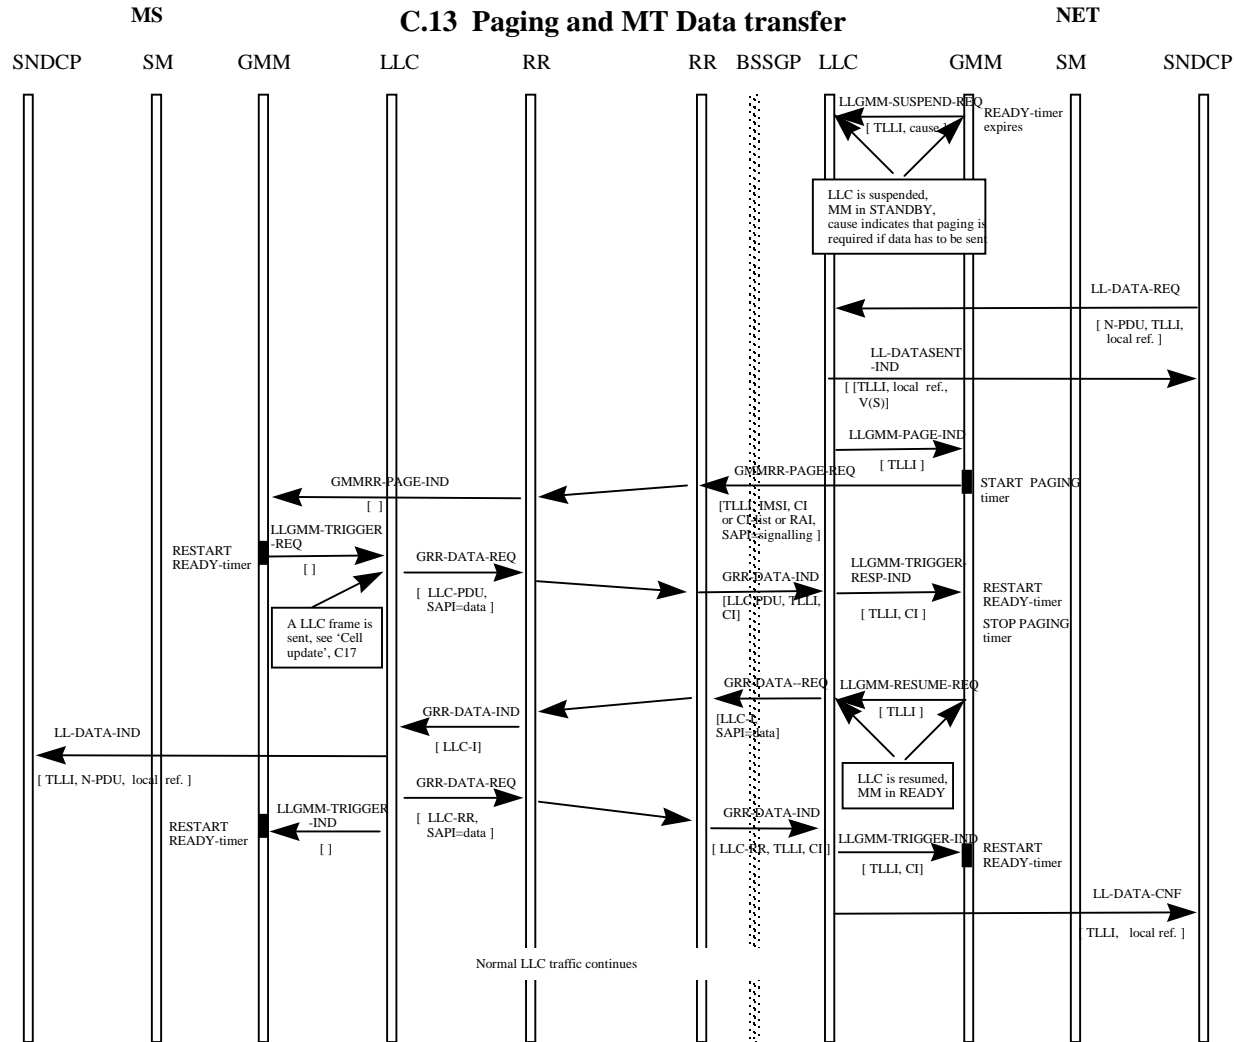 MS
C.13 Paging and MT Data transfer
NET
SNDCP SM GMM LLC RR RR BSSGP LLC GMM SM SNDCP
LLGMM-SUSPEND-REQ
[ TLLI, cause ]
READY-timer
expires
LLC is suspended,
MM in STANDBY,
cause indicates that paging is
required if data has to be sent
LL-DATA-REQ
[ N-PDU, TLLI,
local ref. ]
LL-DATASENT
-IND
[ [TLLI, local ref.,
V(S)]
LLGMM-PAGE-IND
[ TLLI ]
GMMRR-PAGE-REQ
[TLLI, IMSI, CI
or CI-list or RAI,
SAPI=signalling ]
START PAGING
timer
GMMRR-PAGE-IND
[ ]
LLGMM-TRIGGER
-REQ
[ ]
RESTART
READY-timer
GRR-DATA-REQ
[ LLC-PDU,
SAPI=data ]
GRR-DATA-IND
[LLC-PDU, TLLI,
CI]
LLGMM-TRIGGER-
RESP-IND
[ TLLI, CI ]
RESTART
READY-timer
STOP PAGING
timer
A LLC frame is
sent, see ‘Cell
update’, C17
LLGMM-RESUME-REQ
[ TLLI ]
GRR-DATA--REQ
[LLC-I,
SAPI=data]
GRR-DATA-IND
[ LLC-I]
LL-DATA-IND
[ TLLI, N-PDU, local ref. ]
LLC is resumed,
MM in READY
GRR-DATA-REQ
[ LLC-RR,
SAPI=data ]
LLGMM-TRIGGER
-IND
[ ]
RESTART
READY-timer
GRR-DATA-IND
[ LLC-RR, TLLI, CI ]
LLGMM-TRIGGER-IND
[ TLLI, CI]
RESTART
READY-timer
LL-DATA-CNF
[ TLLI, local ref. ]
Normal LLC traffic continues